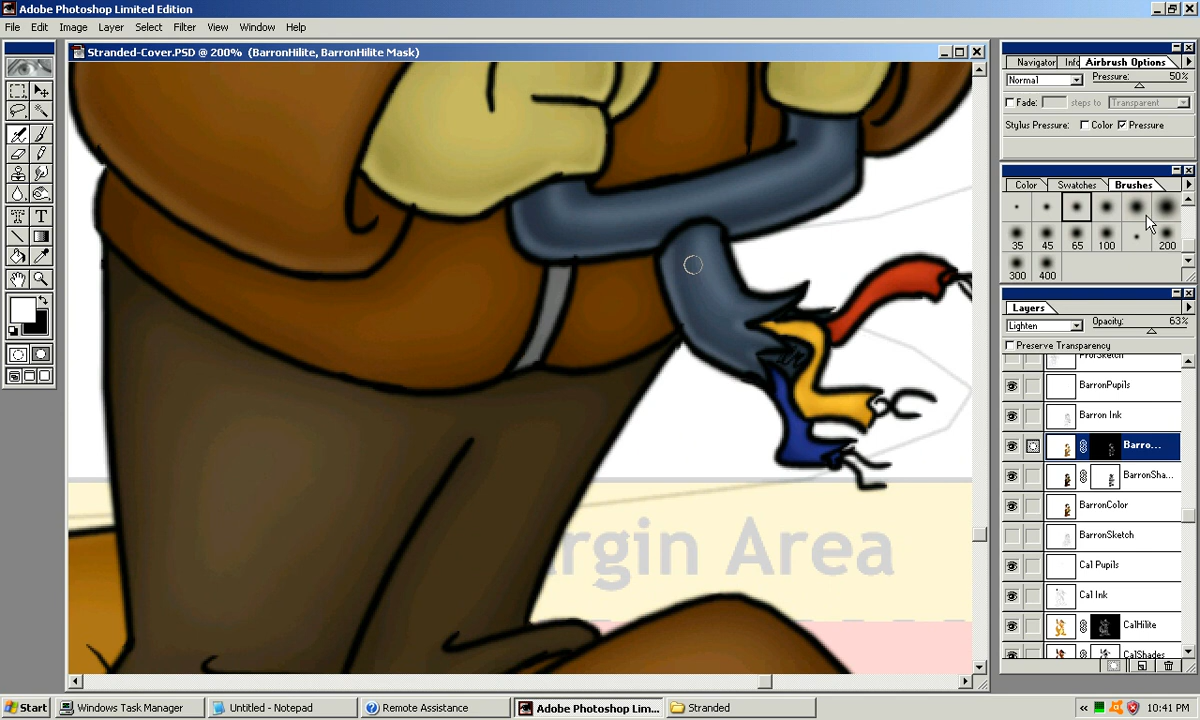 Adobe Photoshop Limited Edition
File Edit Image Layer Select Filter View Window Help
Stranded-Cover.PSD @ 200% (BarronHilite, BarronHilite Mask)
Navigator Info Airbrush Options
Normal Pressure: 50%
Fade: steps to Transparent
Stylus Pressure: Color Pressure
Color Swatches Brushes
35 45 65 100 200
300 400
Layers
Lighten Opacity: 63%
Preserve Transparency
ProfSketch
BarronPupils
Barron Ink
Barro...
BarronSha...
BarronColor
BarronSketch
Cal Pupils
Cal Ink
CalHilite
CalShades
rgin Area
Start Windows Task Manager Untitled - Notepad Remote Assistance Adobe Photoshop Lim... Stranded 10:41 PM